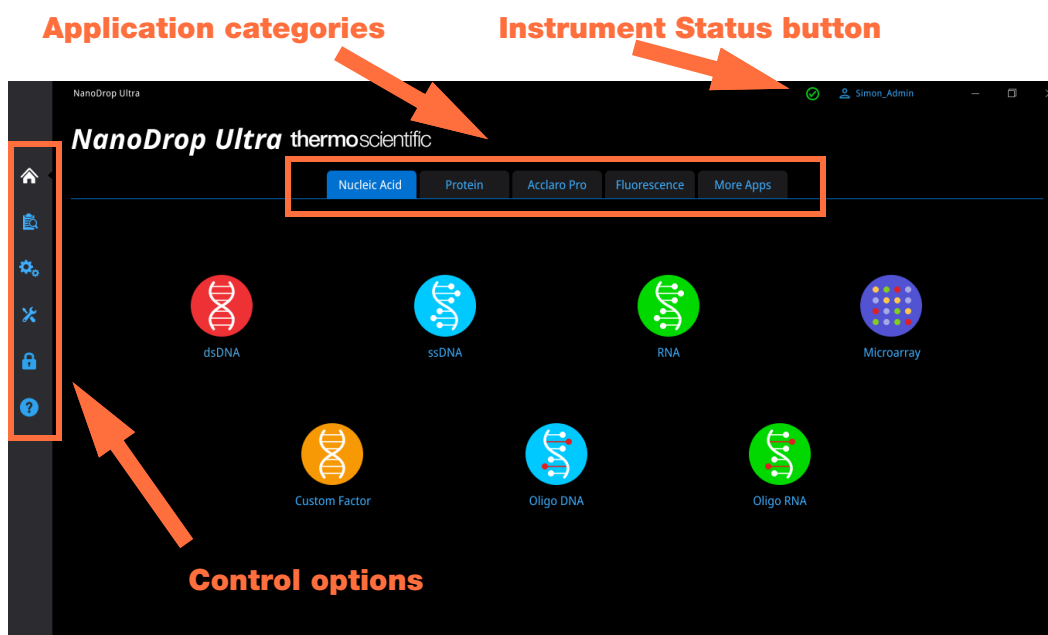 Application categories
Instrument Status button
NanoDrop Ultra
Simon_Admin
NanoDrop Ultra thermoscientific
Nucleic Acid
Protein
Acclaro Pro
Fluorescence
More Apps
dsDNA
ssDNA
RNA
Microarray
Custom Factor
Oligo DNA
Oligo RNA
Control options